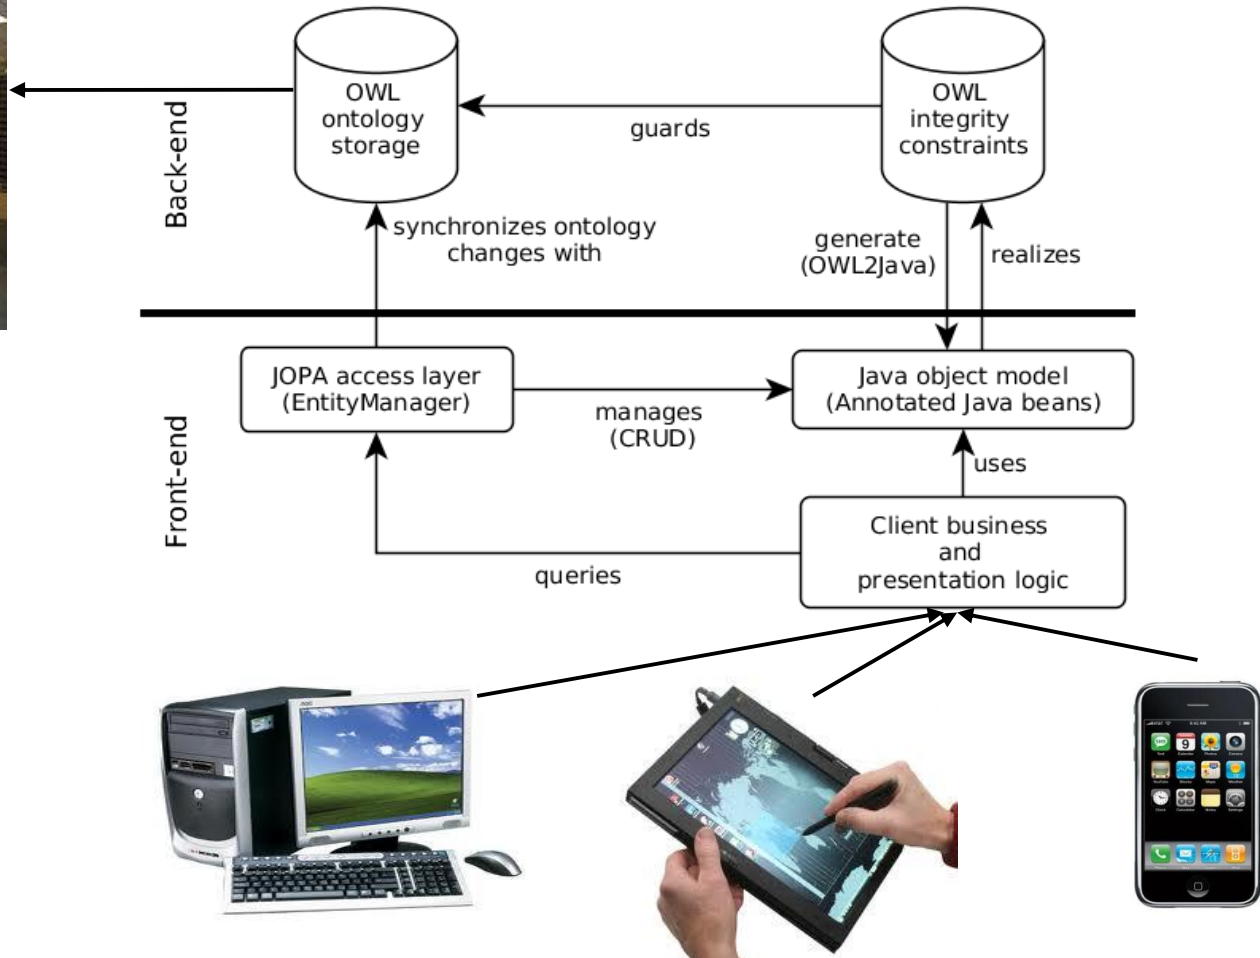 OWL
ontology
storage
OWL
integrity
constraints
guards
Back-end
synchronizes ontology
changes with
generate
(OWL2Java)
realizes
JOPA access layer
(EntityManager)
manages
(CRUD)
Java object model
(Annotated Java beans)
Front-end
uses
Client business
and
presentation logic
queries
9